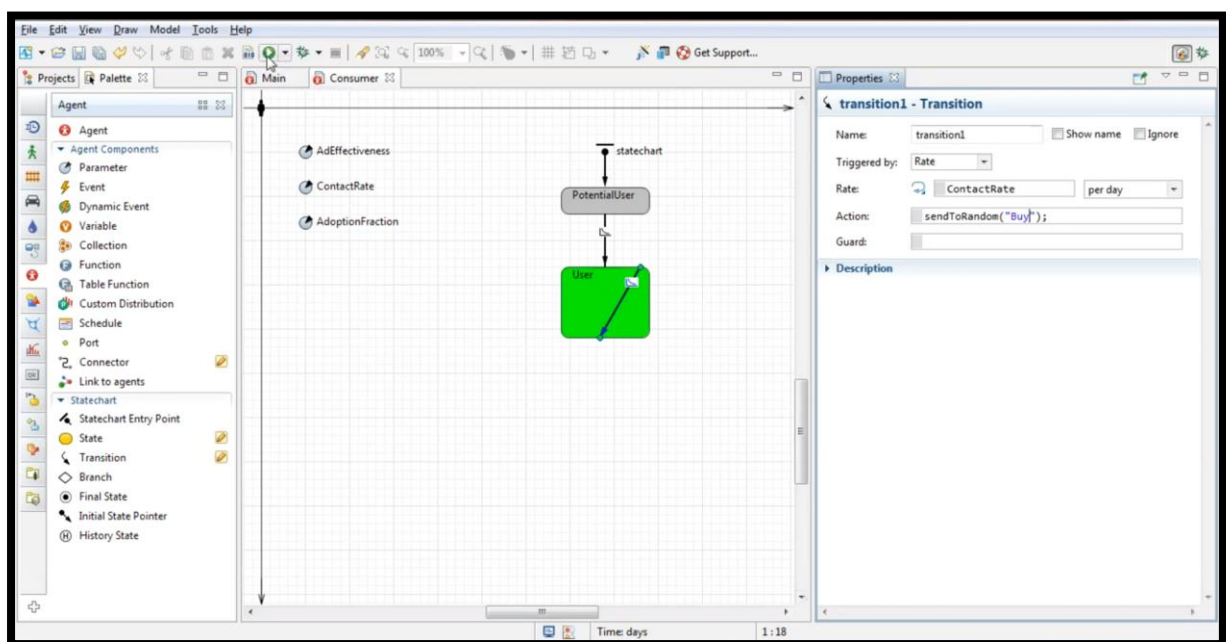 File Edit View Draw Model Tools Help
100% Get Support...
Projects Palette Main Consumer Properties
Agent
Agent
Agent Components
Parameter
Event
Dynamic Event
Variable
Collection
Function
Table Function
Custom Distribution
Schedule
Port
Connector
Link to agents
Statechart
Statechart Entry Point
State
Transition
Branch
Final State
Initial State Pointer
History State
AdEffectiveness
ContactRate
AdoptionFraction
statechart
PotentialUser
User
transition1 - Transition
Name: transition1 Show name Ignore
Triggered by: Rate
Rate: ContactRate per day
Action: sendToRandom("Buy");
Guard:
Description
Time: days 1:18